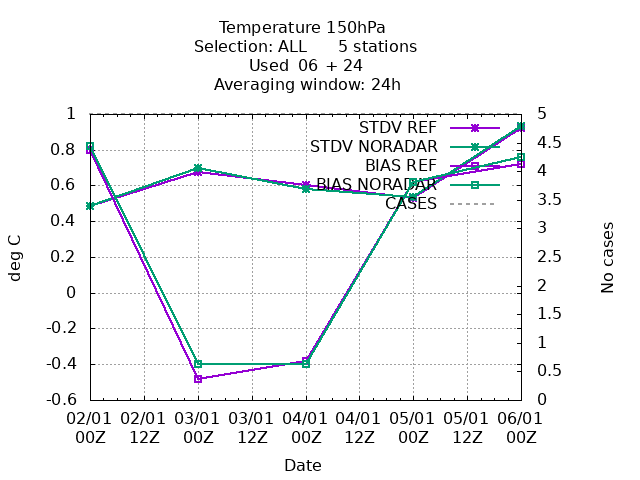 Temperature 150hPa
Selection: ALL      5 stations
Used  06 + 24
Averaging window: 24h
STDV REF
STDV NORADAR
BIAS REF
BIAS NORADAR
CASES
1
0.8
0.6
0.4
0.2
0
-0.2
-0.4
-0.6
deg C
5
4.5
4
3.5
3
2.5
2
1.5
1
0.5
0
No cases
02/01 02/01 03/01 03/01 04/01 04/01 05/01 05/01 06/01
00Z 12Z 00Z 12Z 00Z 12Z 00Z 12Z 00Z
Date